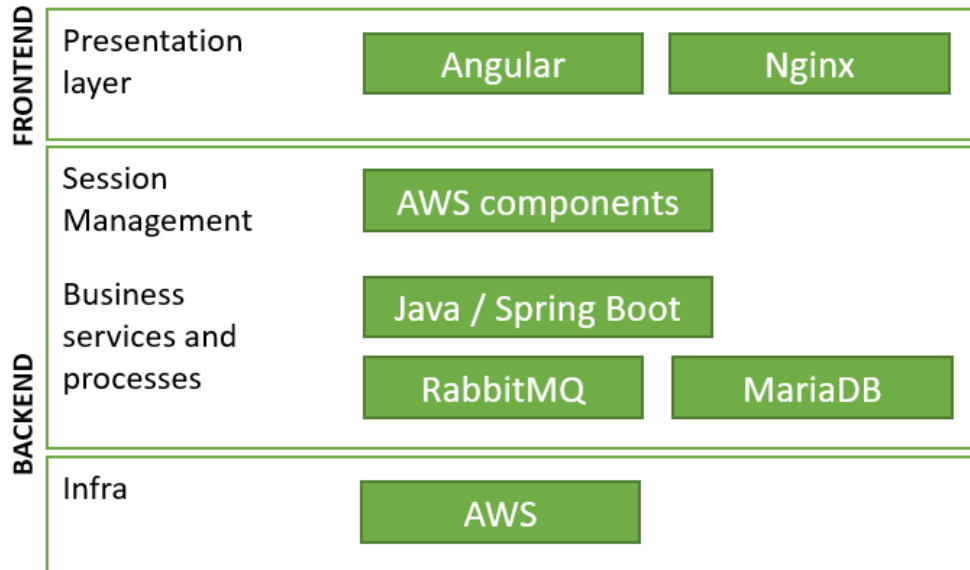 FRONTEND
Presentation
layer
Angular
Nginx
BACKEND
Session
Management
AWS components
Business
services and
processes
Java / Spring Boot
RabbitMQ
MariaDB
Infra
AWS